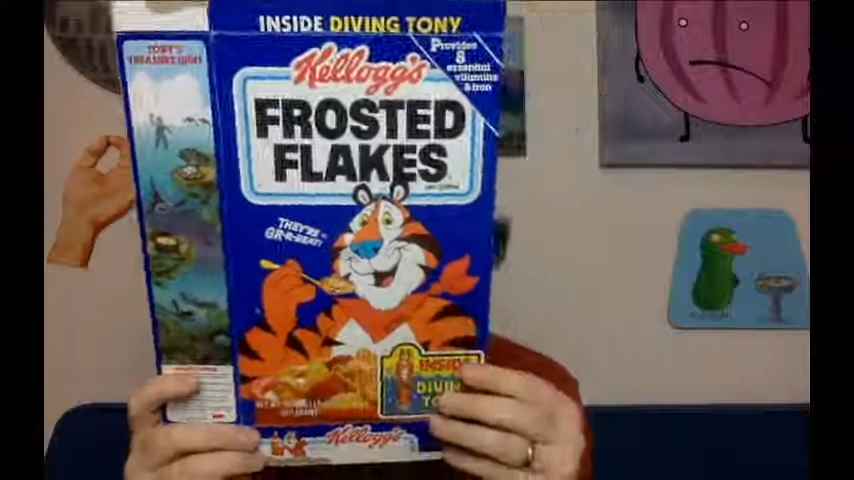 INSIDE DIVING TONY
TONY'S
Provides
8
essential
vitamins
& iron
Kellogg's
FROSTED
FLAKES
THEY'RE
GR-R-REAT!
INSIDE
DIVING
Kellogg's